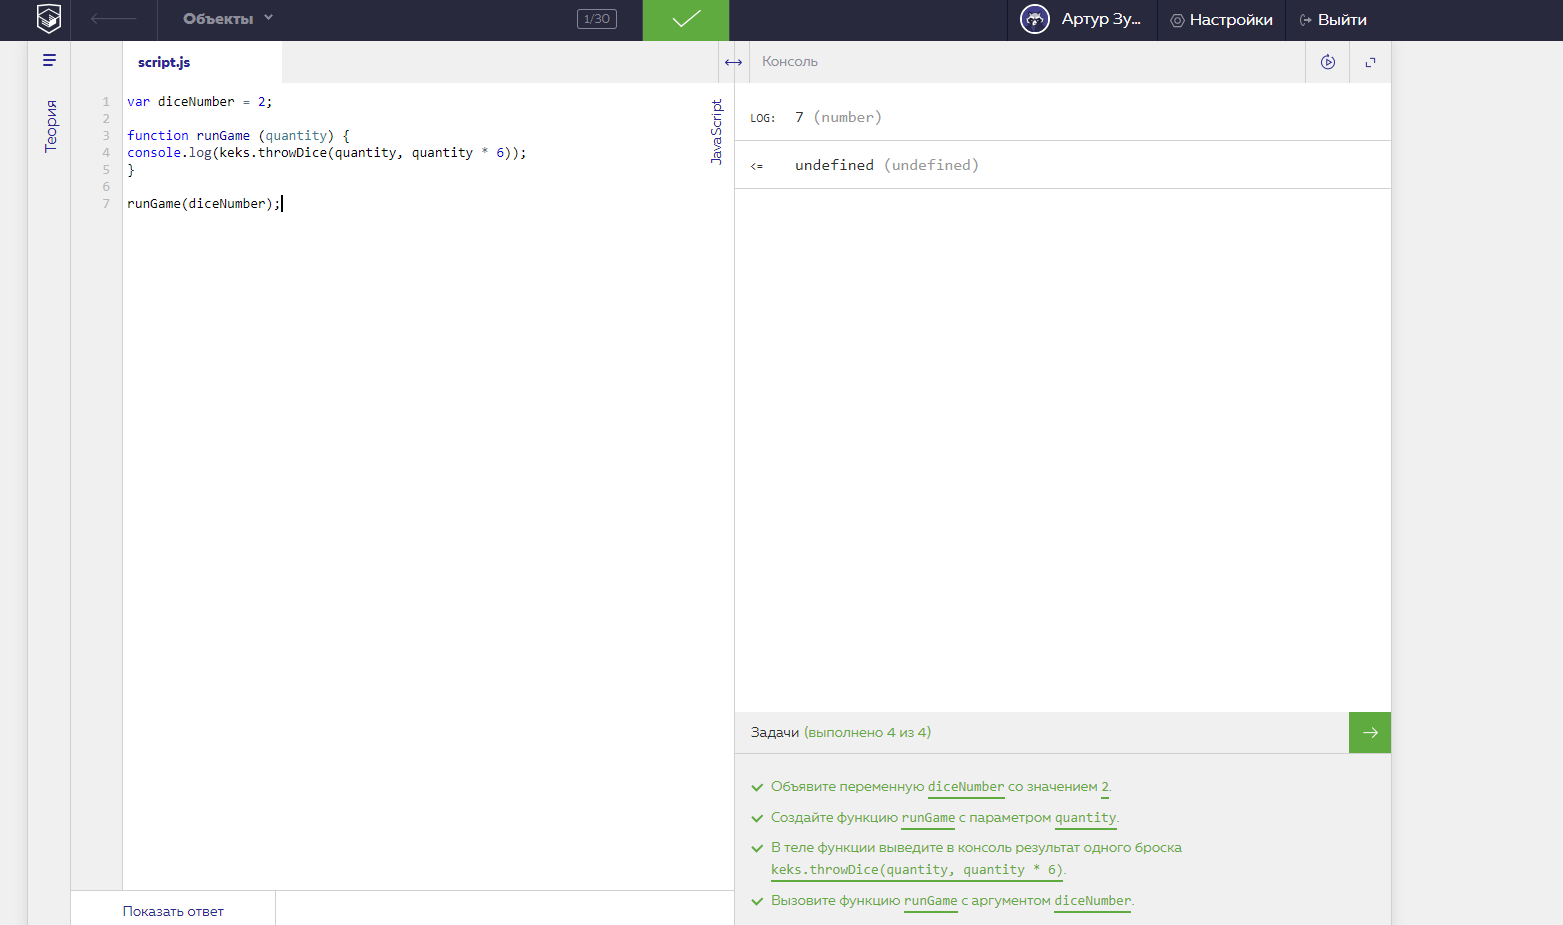 Объекты
1/30
Артур Зу...
Настройки
Выйти
Теория
script.js
1 var diceNumber = 2;
2
3 function runGame (quantity) {
4 console.log(keks.throwDice(quantity, quantity * 6));
5 }
6
7 runGame(diceNumber);
JavaScript
Показать ответ
Консоль
LOG: 7 (number)
<= undefined (undefined)
Задачи (выполнено 4 из 4)
Объявите переменную diceNumber со значением 2.
Создайте функцию runGame с параметром quantity.
В теле функции выведите в консоль результат одного броска
keks.throwDice(quantity, quantity * 6).
Вызовите функцию runGame с аргументом diceNumber.